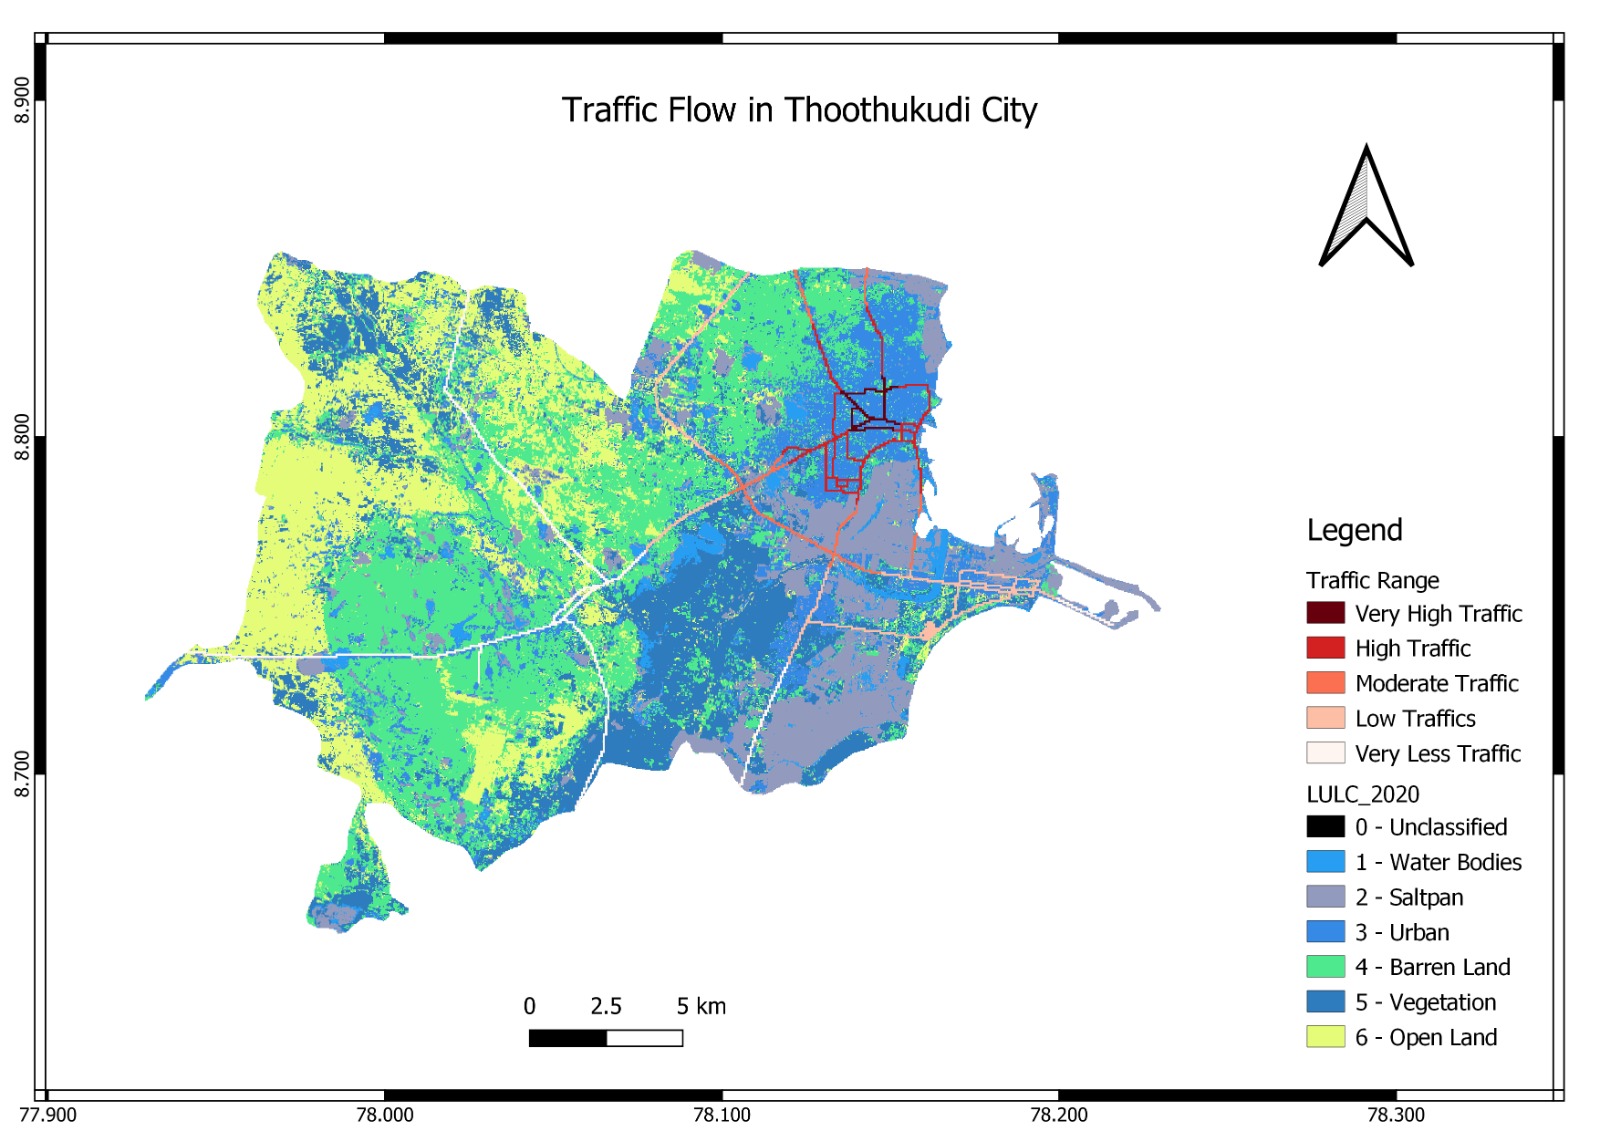 Traffic Flow in Thoothukudi City
8.900
8.800
8.700
Legend
Traffic Range
Very High Traffic
High Traffic
Moderate Traffic
Low Traffics
Very Less Traffic
LULC_2020
0 - Unclassified
1 - Water Bodies
2 - Saltpan
3 - Urban
4 - Barren Land
5 - Vegetation
6 - Open Land
0 2.5 5 km
77.900 78.000 78.100 78.200 78.300